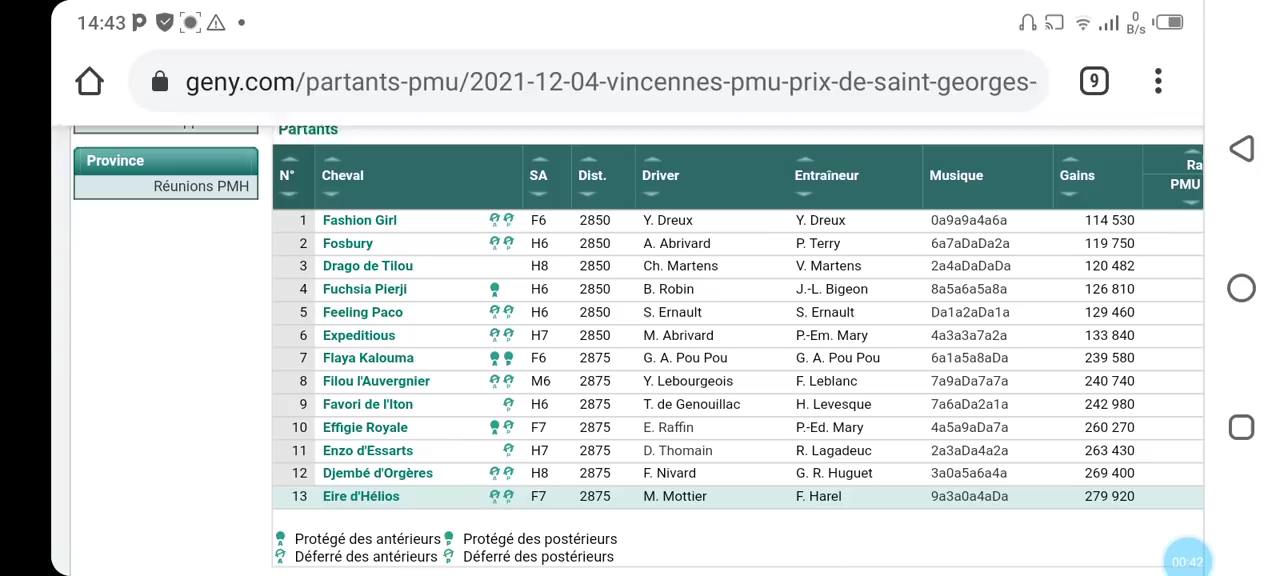 14:43
0 B/s
geny.com/partants-pmu/2021-12-04-vincennes-pmu-prix-de-saint-georges-
9
Partants
Province
Réunions PMH
N° Cheval SA Dist. Driver Entraîneur Musique Gains Ra
PMU
1 Fashion Girl A P F6 2850 Y. Dreux Y. Dreux 0a9a9a4a6a 114 530
2 Fosbury A P H6 2850 A. Abrivard P. Terry 6a7aDaDa2a 119 750
3 Drago de Tilou H8 2850 Ch. Martens V. Martens 2a4aDaDaDa 120 482
4 Fuchsia Pierji A H6 2850 B. Robin J.-L. Bigeon 8a5a6a5a8a 126 810
5 Feeling Paco A P H6 2850 S. Ernault S. Ernault Da1a2aDa1a 129 460
6 Expeditious A P H7 2850 M. Abrivard P.-Em. Mary 4a3a3a7a2a 133 840
7 Flaya Kalouma A P F6 2875 G. A. Pou Pou G. A. Pou Pou 6a1a5a8aDa 239 580
8 Filou l'Auvergnier A P M6 2875 Y. Lebourgeois F. Leblanc 7a9aDa7a7a 240 740
9 Favori de l'Iton P H6 2875 T. de Genouillac H. Levesque 7a6aDa2a1a 242 980
10 Effigie Royale A P F7 2875 E. Raffin P.-Ed. Mary 4a5a9aDa7a 260 270
11 Enzo d'Essarts P H7 2875 D. Thomain R. Lagadeuc 2a3aDa4a2a 263 430
12 Djembé d'Orgères A P H8 2875 F. Nivard G. R. Huguet 3a0a5a6a4a 269 400
13 Eire d'Hélios A P F7 2875 M. Mottier F. Harel 9a3a0a4aDa 279 920
A Protégé des antérieurs P Protégé des postérieurs
A Déferré des antérieurs P Déferré des postérieurs
00:42